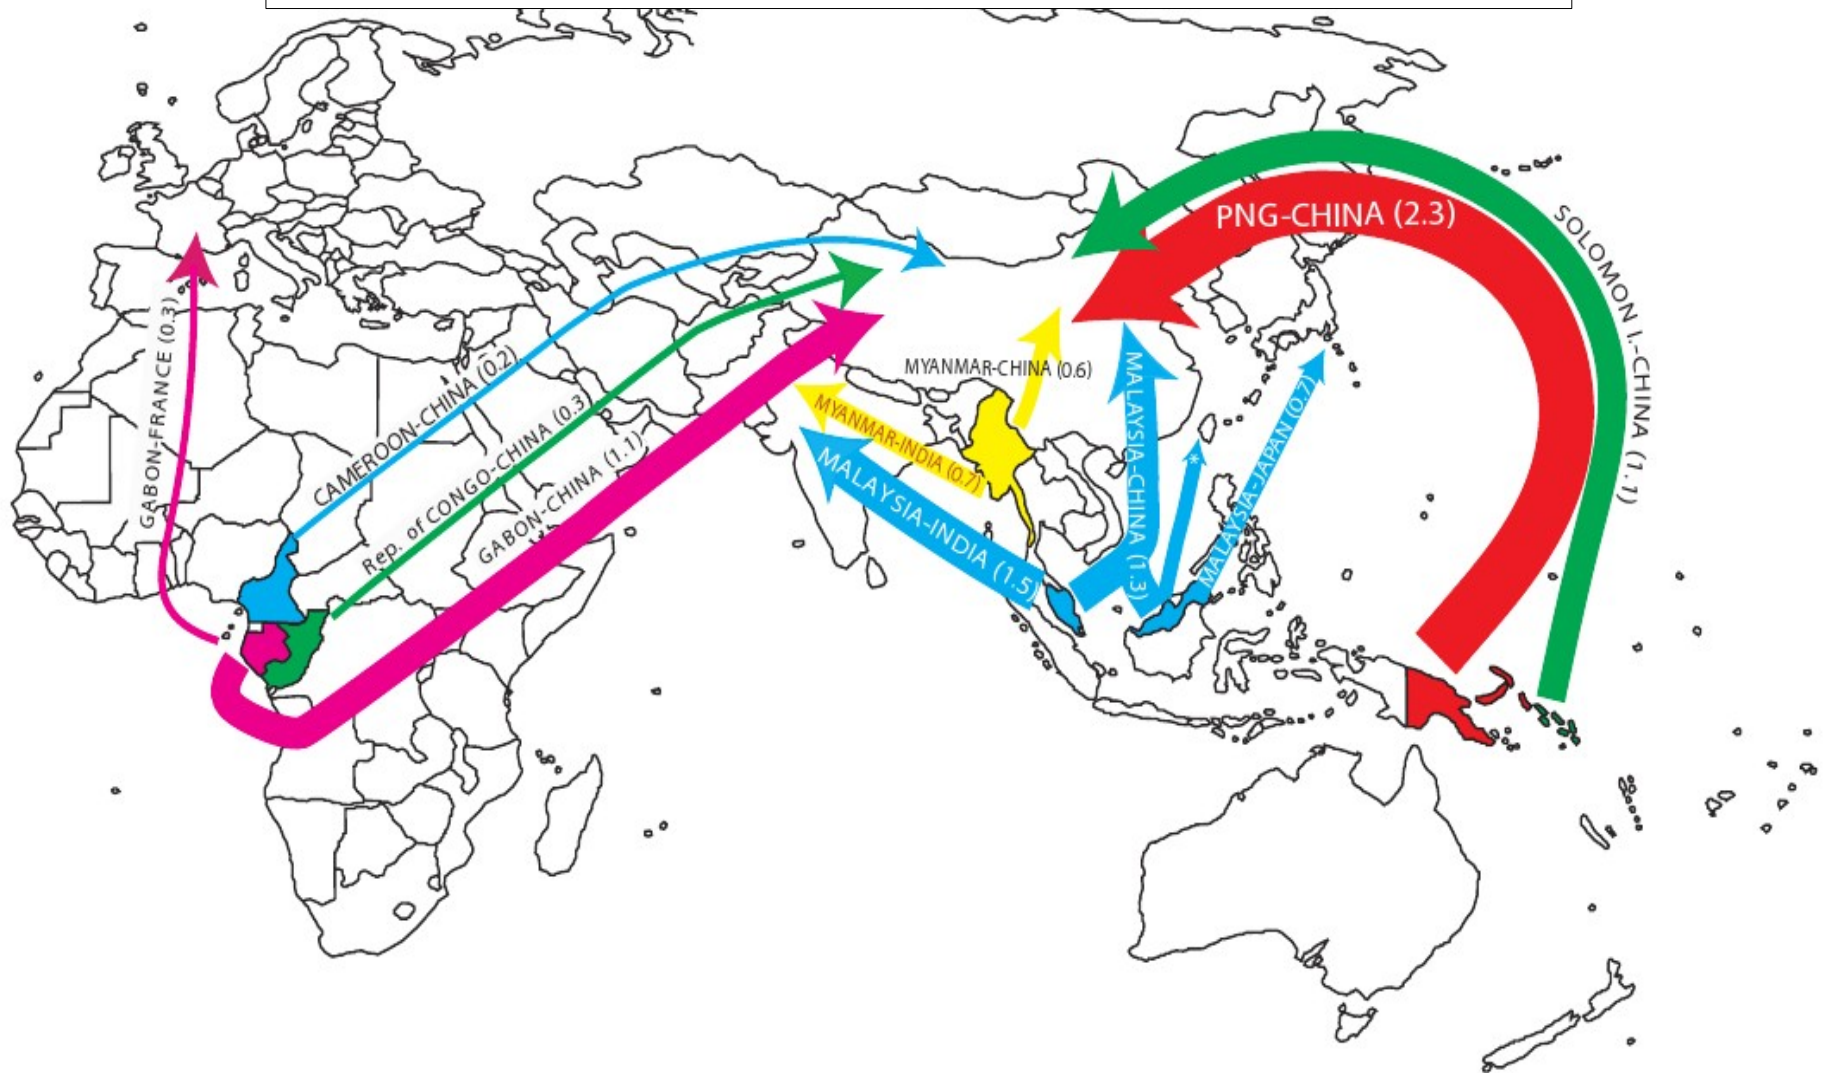 GABON-FRANCE (0.3)
CAMEROON-CHINA (0.2)
Rep. of CONGO-CHINA (0.3
GABON-CHINA (1.1)
PNG-CHINA (2.3)
SOLOMON I.-CHINA (1.1)
MYANMAR-CHINA (0.6)
MYANMAR-INDIA (0.7)
MALAYSIA-INDIA (1.5)
MALAYSIA-CHINA (1.3)
*
MALAYSIA-JAPAN (0.7)